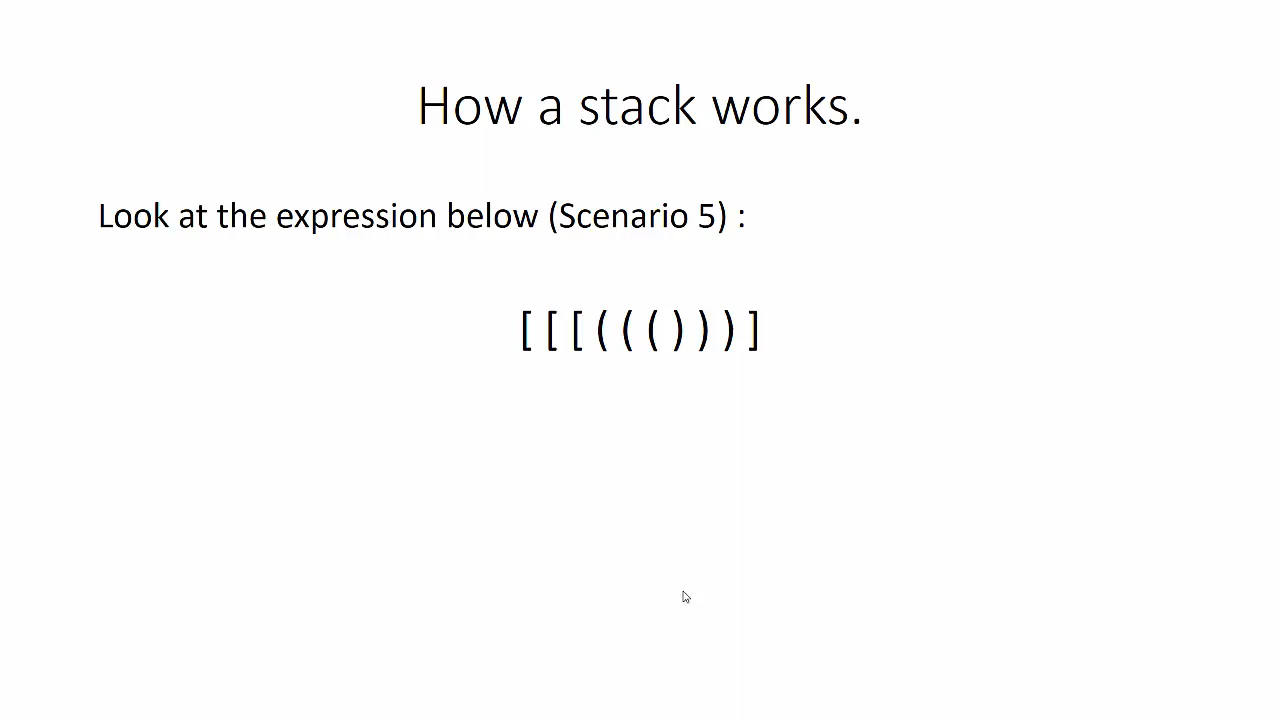 How a stack works.
Look at the expression below (Scenario 5) :
[ [ [ ( ( ( ) ) ) ]